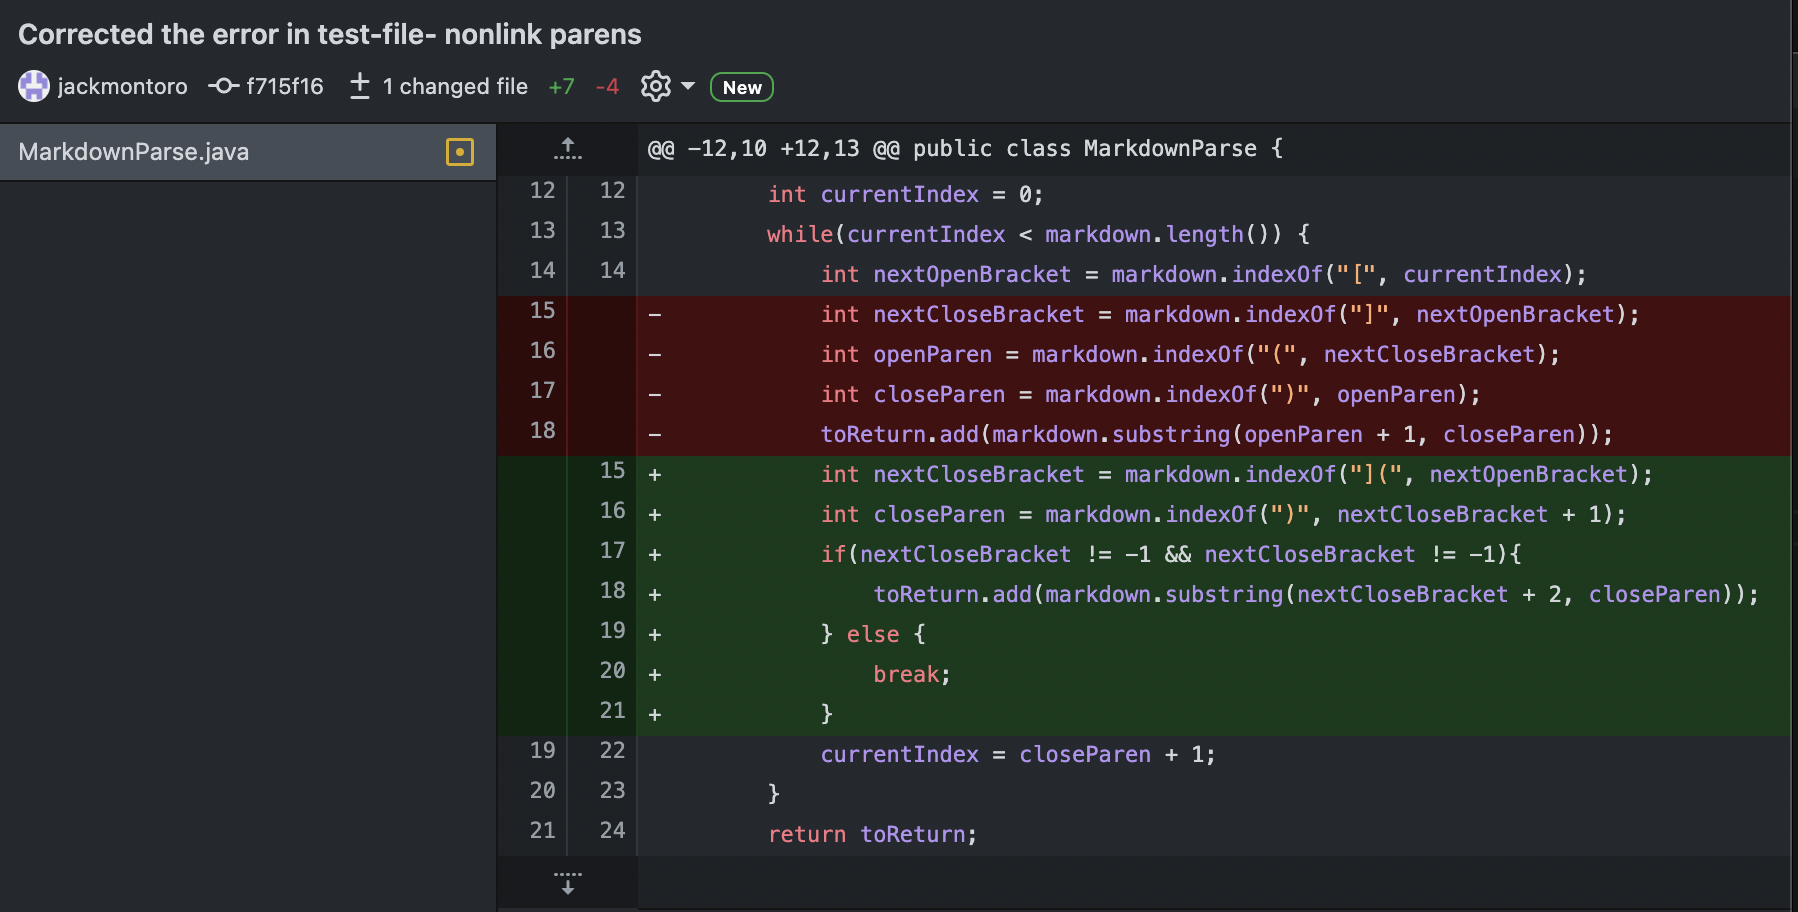 Corrected the error in test-file- nonlink parens
jackmontoro f715f16 1 changed file +7 -4 New
MarkdownParse.java
@@ -12,10 +12,13 @@ public class MarkdownParse {
12 12 int currentIndex = 0;
13 13 while(currentIndex < markdown.length()) {
14 14 int nextOpenBracket = markdown.indexOf("[", currentIndex);
15 - int nextCloseBracket = markdown.indexOf("]", nextOpenBracket);
16 - int openParen = markdown.indexOf("(", nextCloseBracket);
17 - int closeParen = markdown.indexOf(")", openParen);
18 - toReturn.add(markdown.substring(openParen + 1, closeParen));
15 + int nextCloseBracket = markdown.indexOf("](", nextOpenBracket);
16 + int closeParen = markdown.indexOf(")", nextCloseBracket + 1);
17 + if(nextCloseBracket != -1 && nextCloseBracket != -1){
18 + toReturn.add(markdown.substring(nextCloseBracket + 2, closeParen));
19 + } else {
20 + break;
21 + }
19 22 currentIndex = closeParen + 1;
20 23 }
21 24 return toReturn;